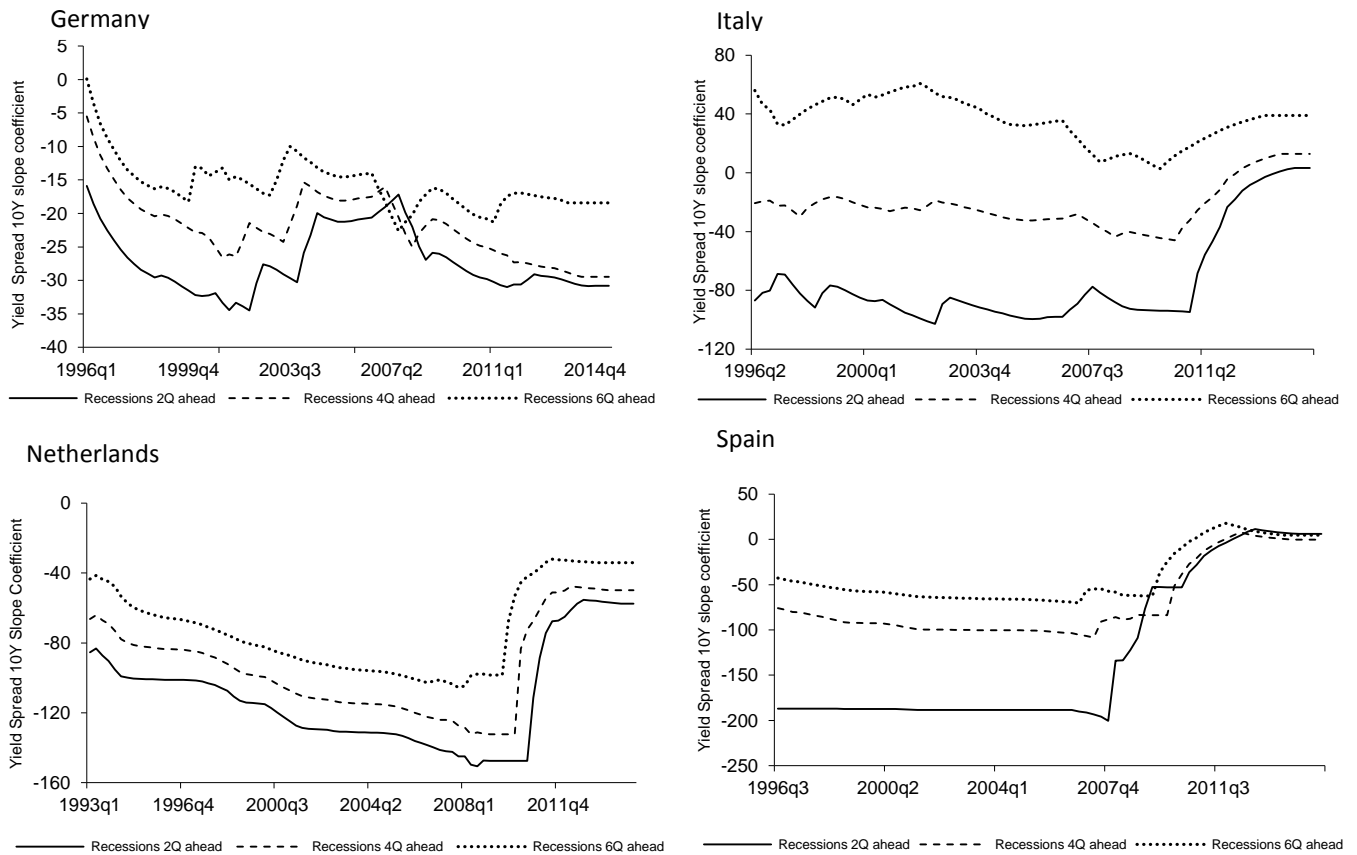 Germany
Yield Spread 10Y slope coefficient
5
0
-5
-10
-15
-20
-25
-30
-35
-40
1996q1 1999q4 2003q3 2007q2 2011q1 2014q4
Recessions 2Q ahead Recessions 4Q ahead Recessions 6Q ahead
Italy
Yield Spread 10Y slope coefficient
80
40
0
-40
-80
-120
1996q2 2000q1 2003q4 2007q3 2011q2
Recessions 2Q ahead Recessions 4Q ahead Recessions 6Q ahead
Netherlands
Yield Spread 10Y Slope Coefficient
0
-40
-80
-120
-160
1993q1 1996q4 2000q3 2004q2 2008q1 2011q4
Recessions 2Q ahead Recessions 4Q ahead Recessions 6Q ahead
Spain
Yield Spread 10Y slope coefficient
50
0
-50
-100
-150
-200
-250
1996q3 2000q2 2004q1 2007q4 2011q3
Recessions 2Q ahead Recessions 4Q ahead Recessions 6Q ahead